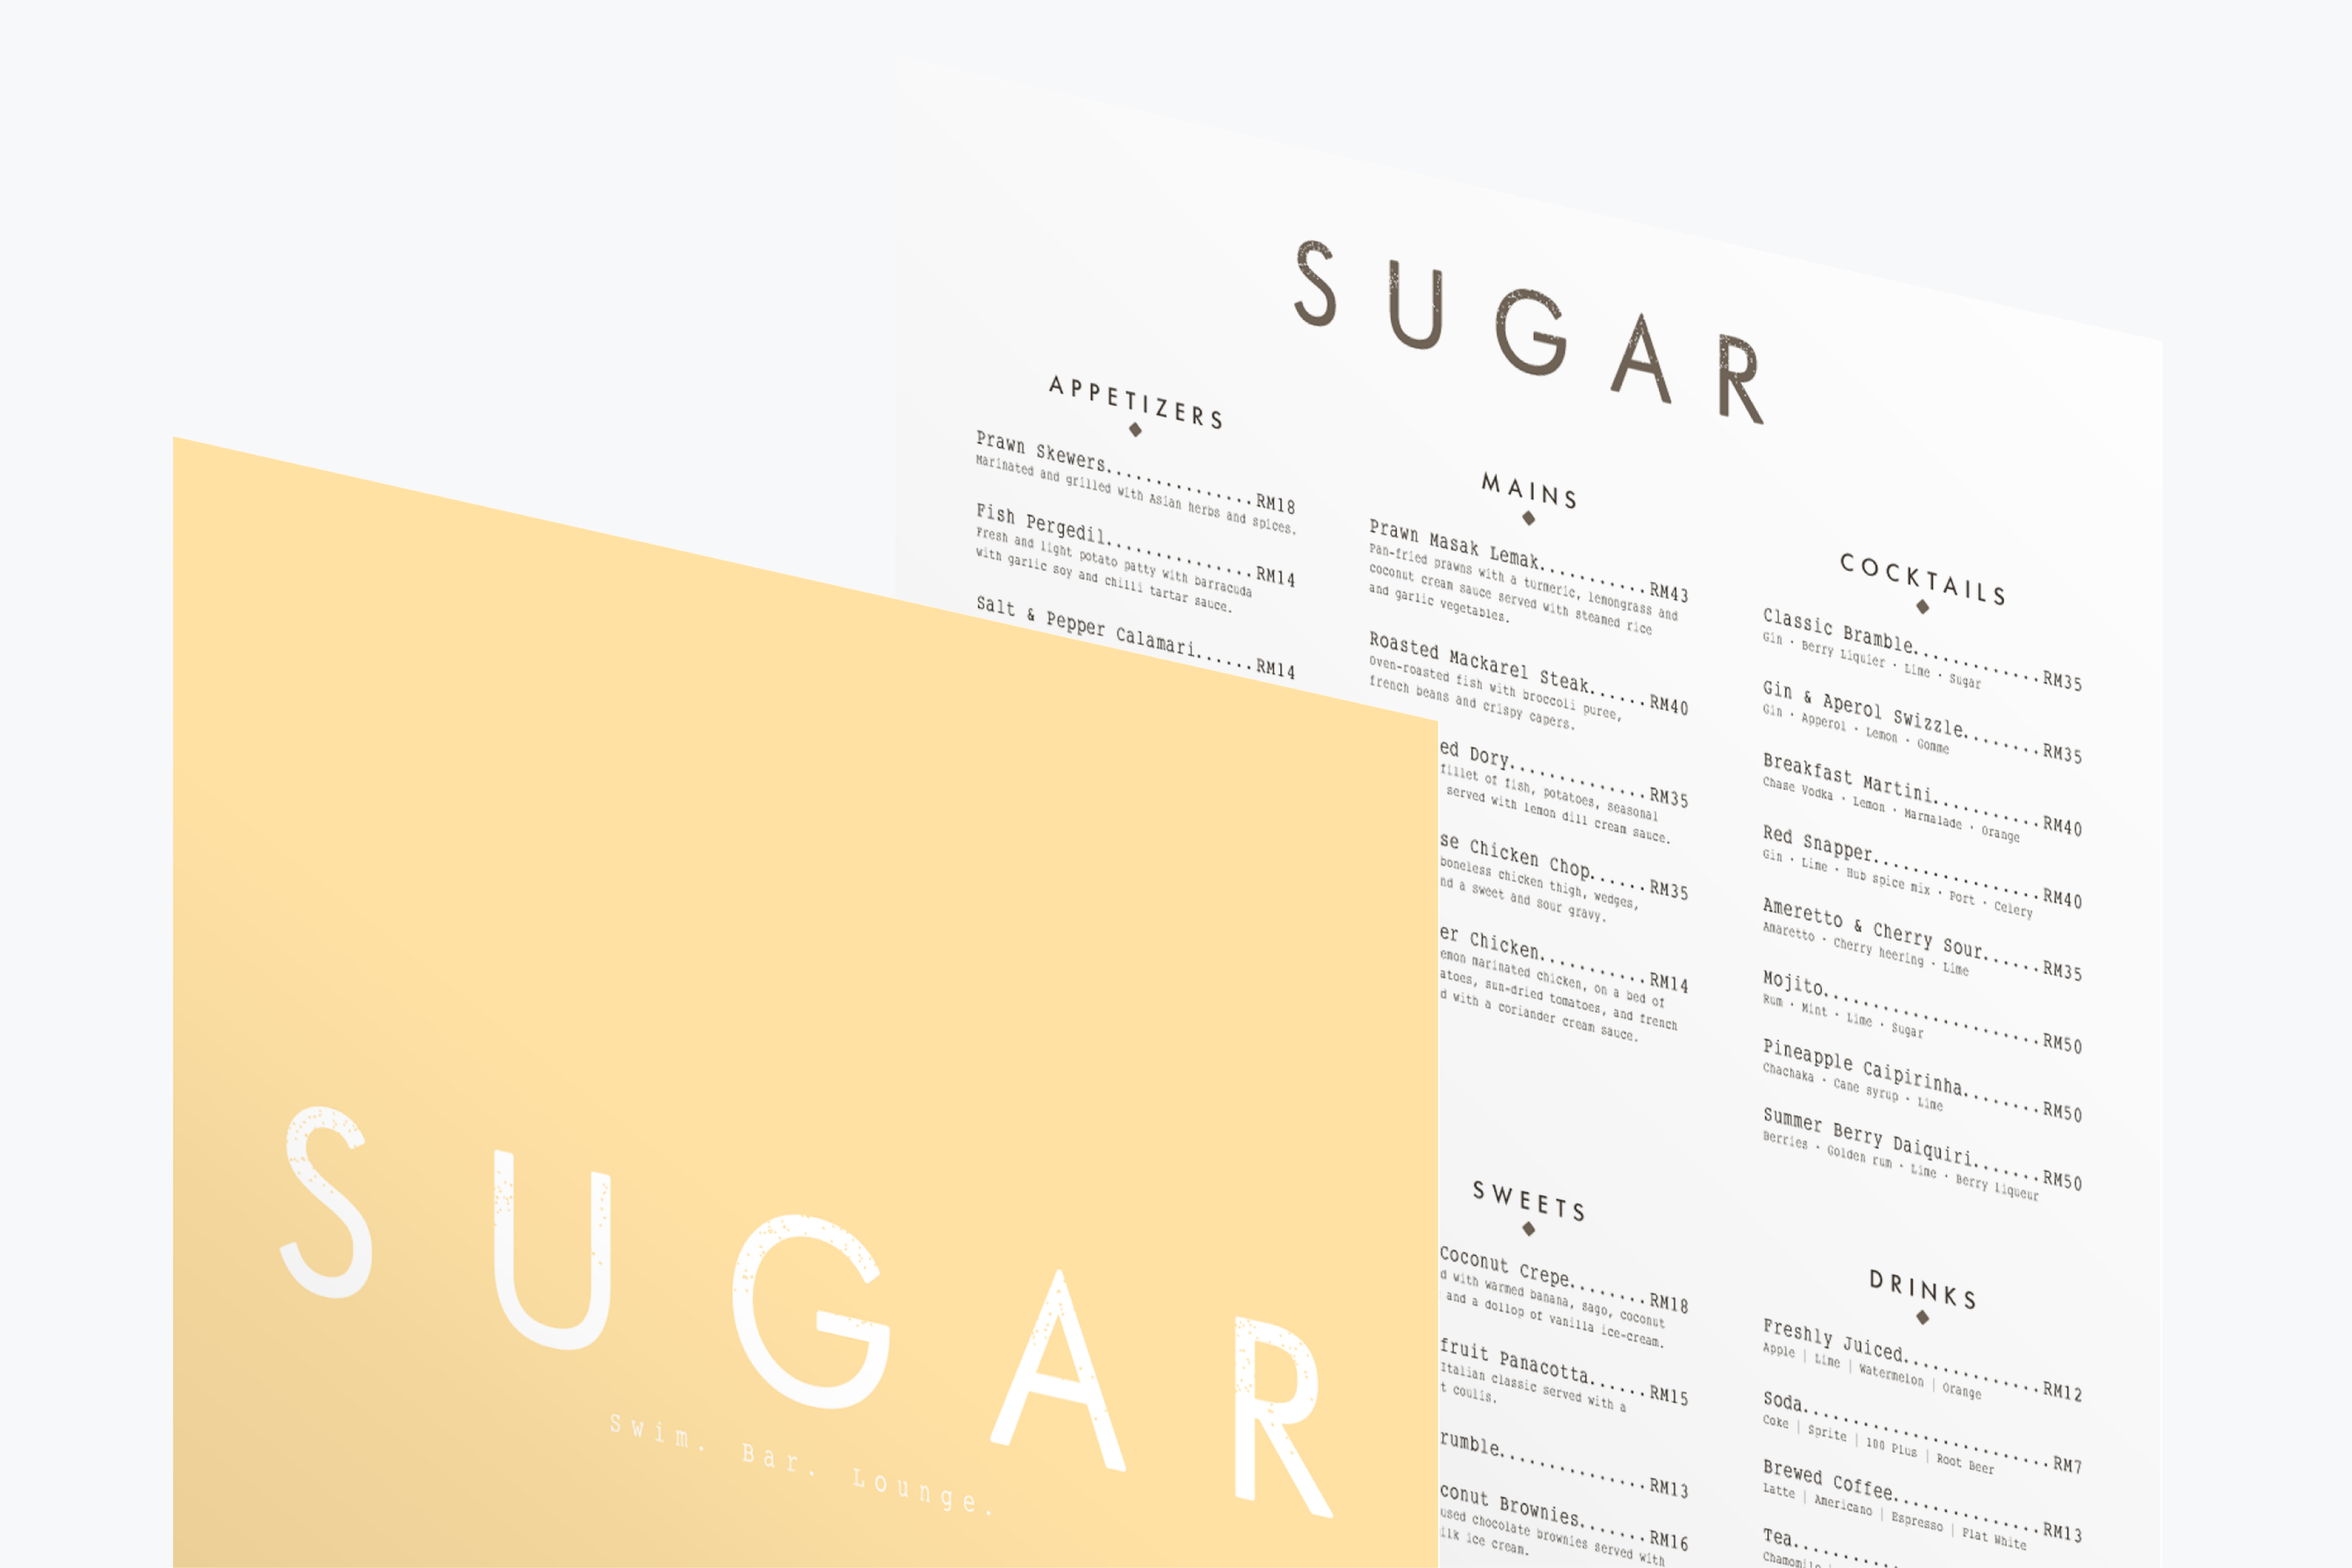 SUGAR
APPETIZERS
Prawn Skewers...............RM18
Marinated and grilled with Asian herbs and spices.
Fish Pergedil...............RM14
Fresh and light potato patty with barracuda
with garlic soy and chilli tartar sauce.
Salt & Pepper Calamari......RM14
MAINS
Prawn Masak Lemak...........RM43
Pan-fried prawns with a turmeric, lemongrass and
coconut cream sauce served with steamed rice
and garlic vegetables.
Roasted Mackarel Steak......RM40
Oven-roasted fish with broccoli puree,
french beans and crispy capers.
ed Dory..............RM35
fillet of fish, potatoes, seasonal
served with lemon dill cream sauce.
se Chicken Chop......RM35
boneless chicken thigh, wedges,
nd a sweet and sour gravy.
er Chicken...........RM14
emon marinated chicken, on a bed of
atoes, sun-dried tomatoes, and french
d with a coriander cream sauce.
SWEETS
Coconut Crepe........RM18
d with warmed banana, sago, coconut
and a dollop of vanilla ice-cream.
fruit Panacotta......RM15
Italian classic served with a
t coulis.
rumble...............RM13
conut Brownies.......RM16
used chocolate brownies served with
ilk ice cream.
COCKTAILS
Classic Bramble.............RM35
Gin · Berry Liquier · Lime · Sugar
Gin & Aperol Swizzle........RM35
Gin · Apperol · Lemon · Gomme
Breakfast Martini...........RM40
Chase Vodka · Lemon · Marmalade · Orange
Red Snapper.................RM40
Gin · Lime · Hub spice mix · Port · Celery
Ameretto & Cherry Sour......RM35
Amaretto · Cherry heering · Lime
Mojito......................RM50
Rum · Mint · Lime · Sugar
Pineapple Caipirinha........RM50
Chachaka · Cane syrup · Lime
Summer Berry Daiquiri.......RM50
Berries · Golden rum · Lime · Berry liqueur
DRINKS
Freshly Juiced..............RM12
Apple | Lime | Watermelon | Orange
Soda.........................RM7
Coke | Sprite | 100 Plus | Root Beer
Brewed Coffee...............RM13
Latte | Americano | Espresso | Flat White
Tea...........
SUGAR
Swim. Bar. Lounge.